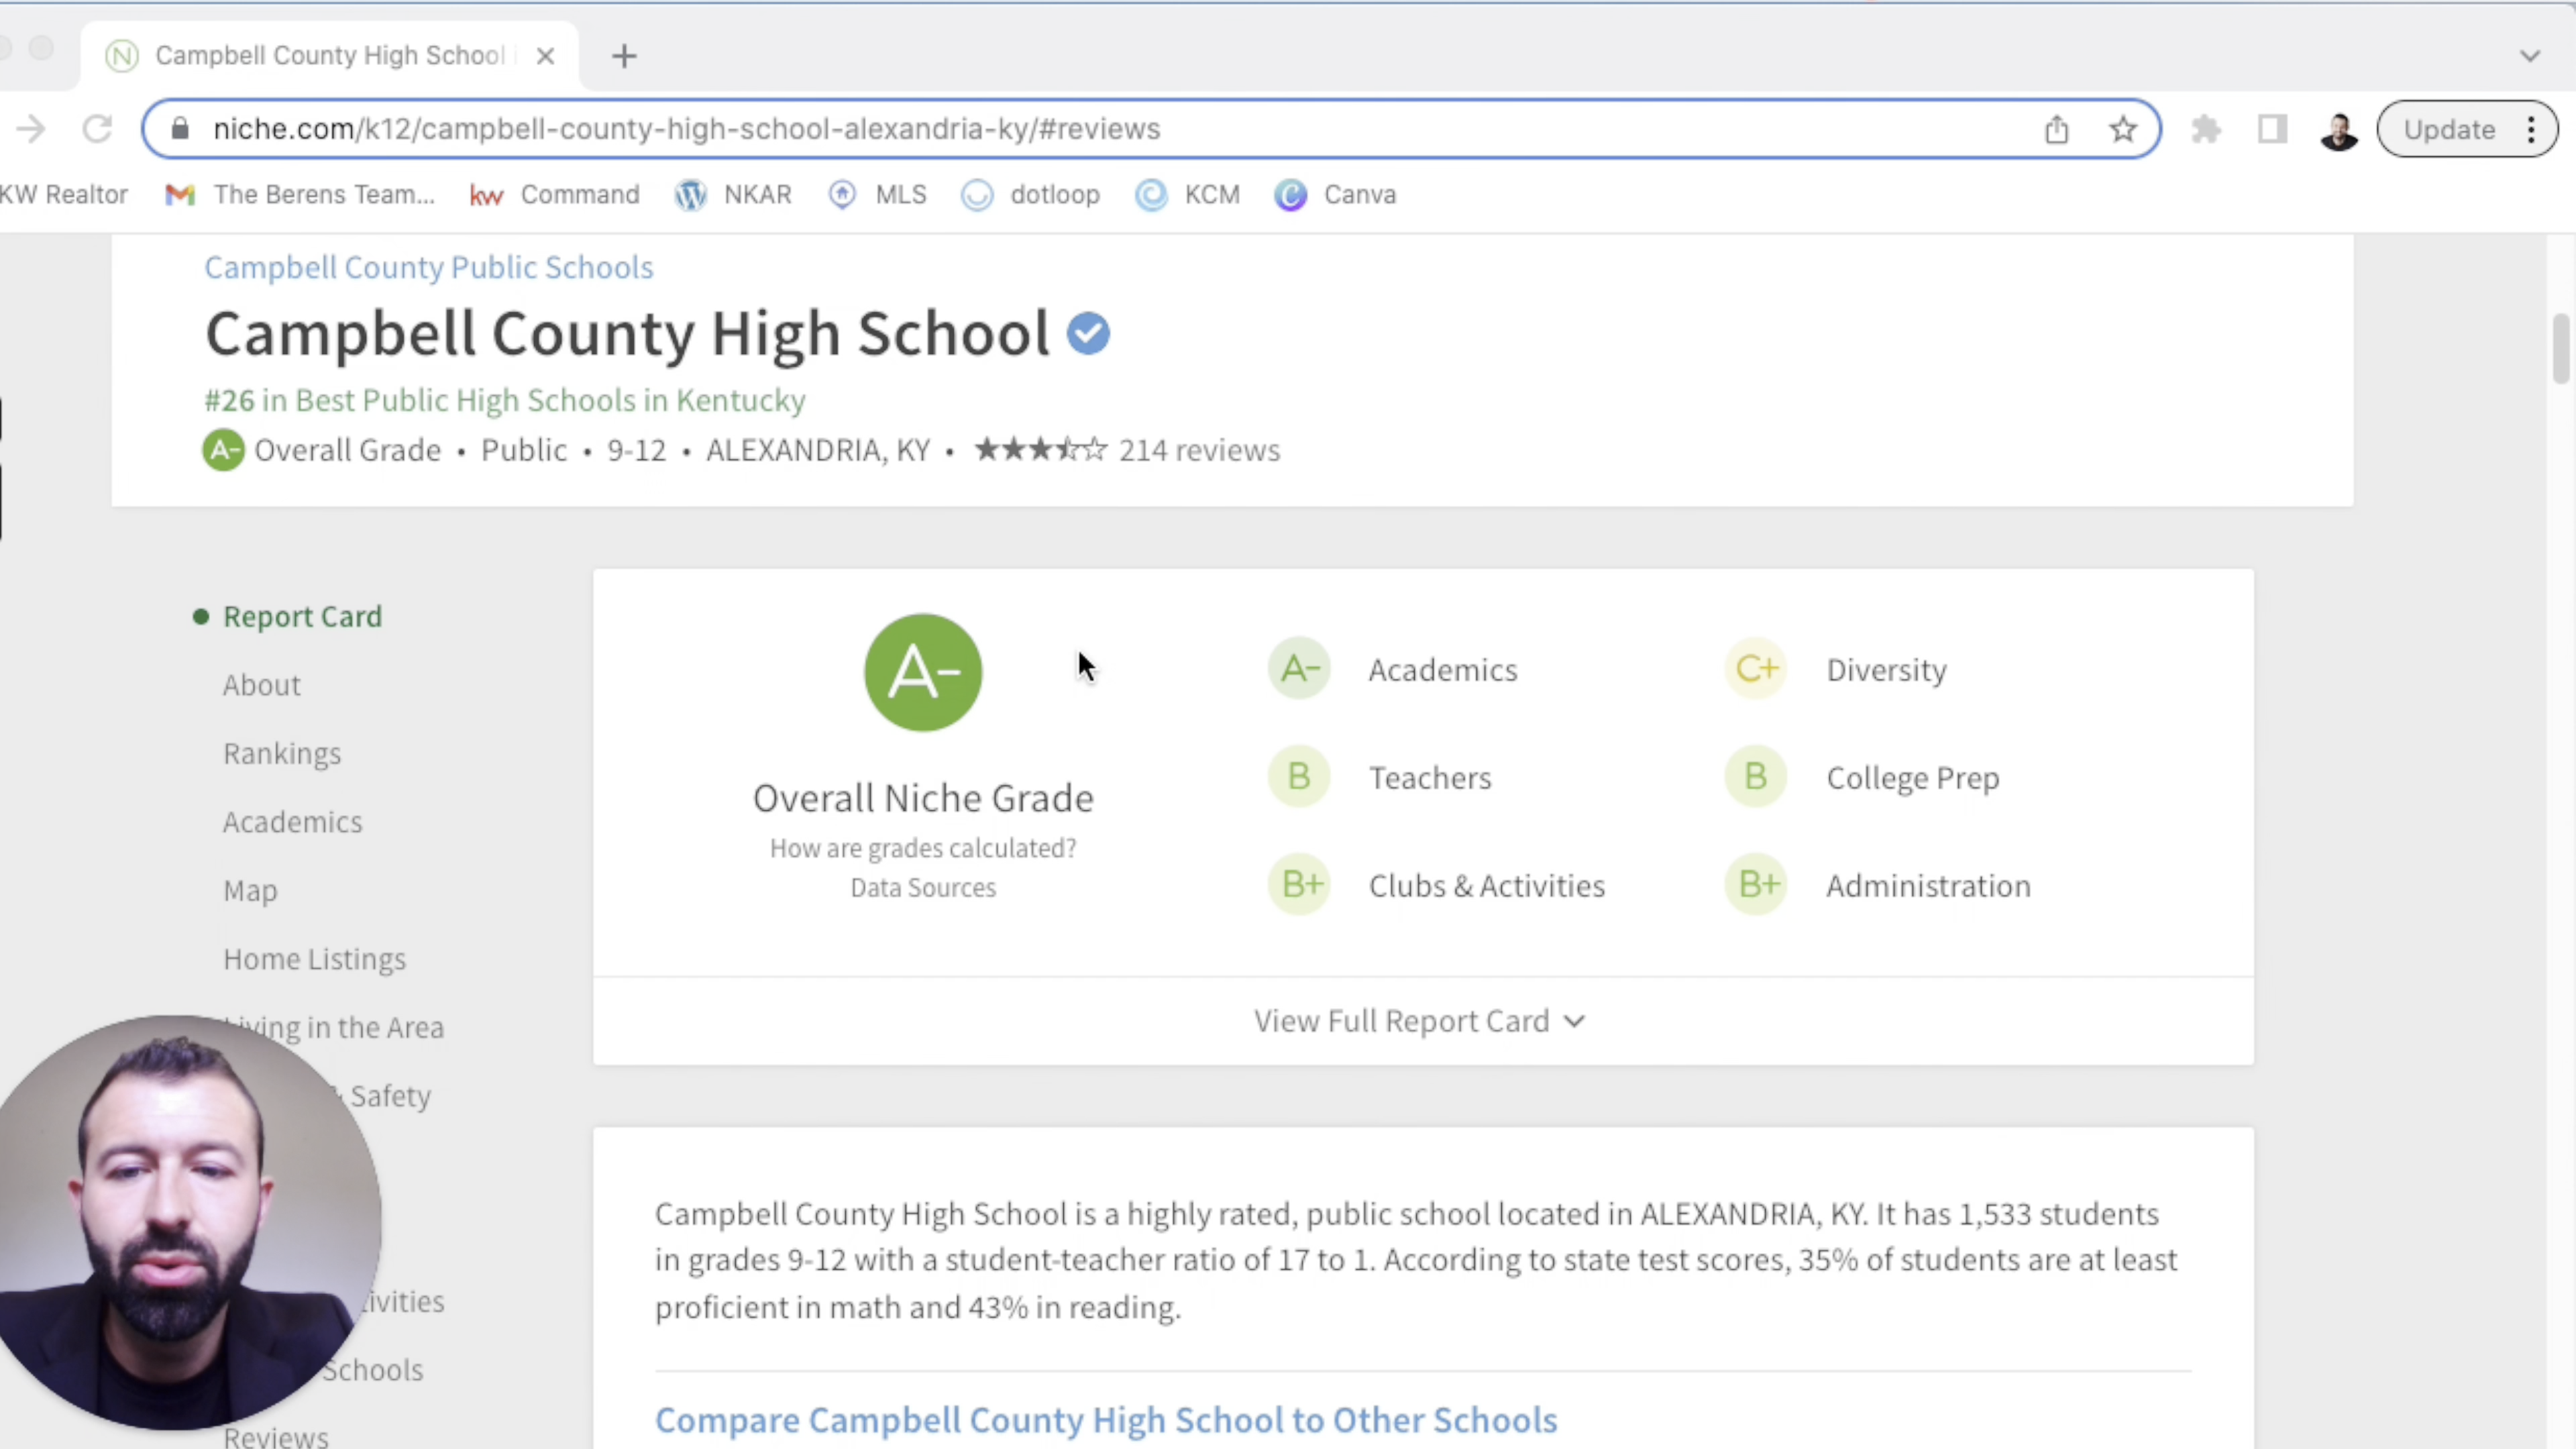 Campbell County High School
niche.com/k12/campbell-county-high-school-alexandria-ky/#reviews
Update
KW Realtor
The Berens Team...
kw Command
NKAR
MLS
dotloop
KCM
Canva
Campbell County Public Schools
Campbell County High School
#26 in Best Public High Schools in Kentucky
A- Overall Grade • Public • 9-12 • ALEXANDRIA, KY • ★★★ 214 reviews
Report Card
About
Rankings
Academics
Map
Home Listings
Living in the Area
& Safety
ivities
Schools
Reviews
A-
Overall Niche Grade
How are grades calculated?
Data Sources
A- Academics
C+ Diversity
B Teachers
B College Prep
B+ Clubs & Activities
B+ Administration
View Full Report Card
Campbell County High School is a highly rated, public school located in ALEXANDRIA, KY. It has 1,533 students
in grades 9-12 with a student-teacher ratio of 17 to 1. According to state test scores, 35% of students are at least
proficient in math and 43% in reading.
Compare Campbell County High School to Other Schools